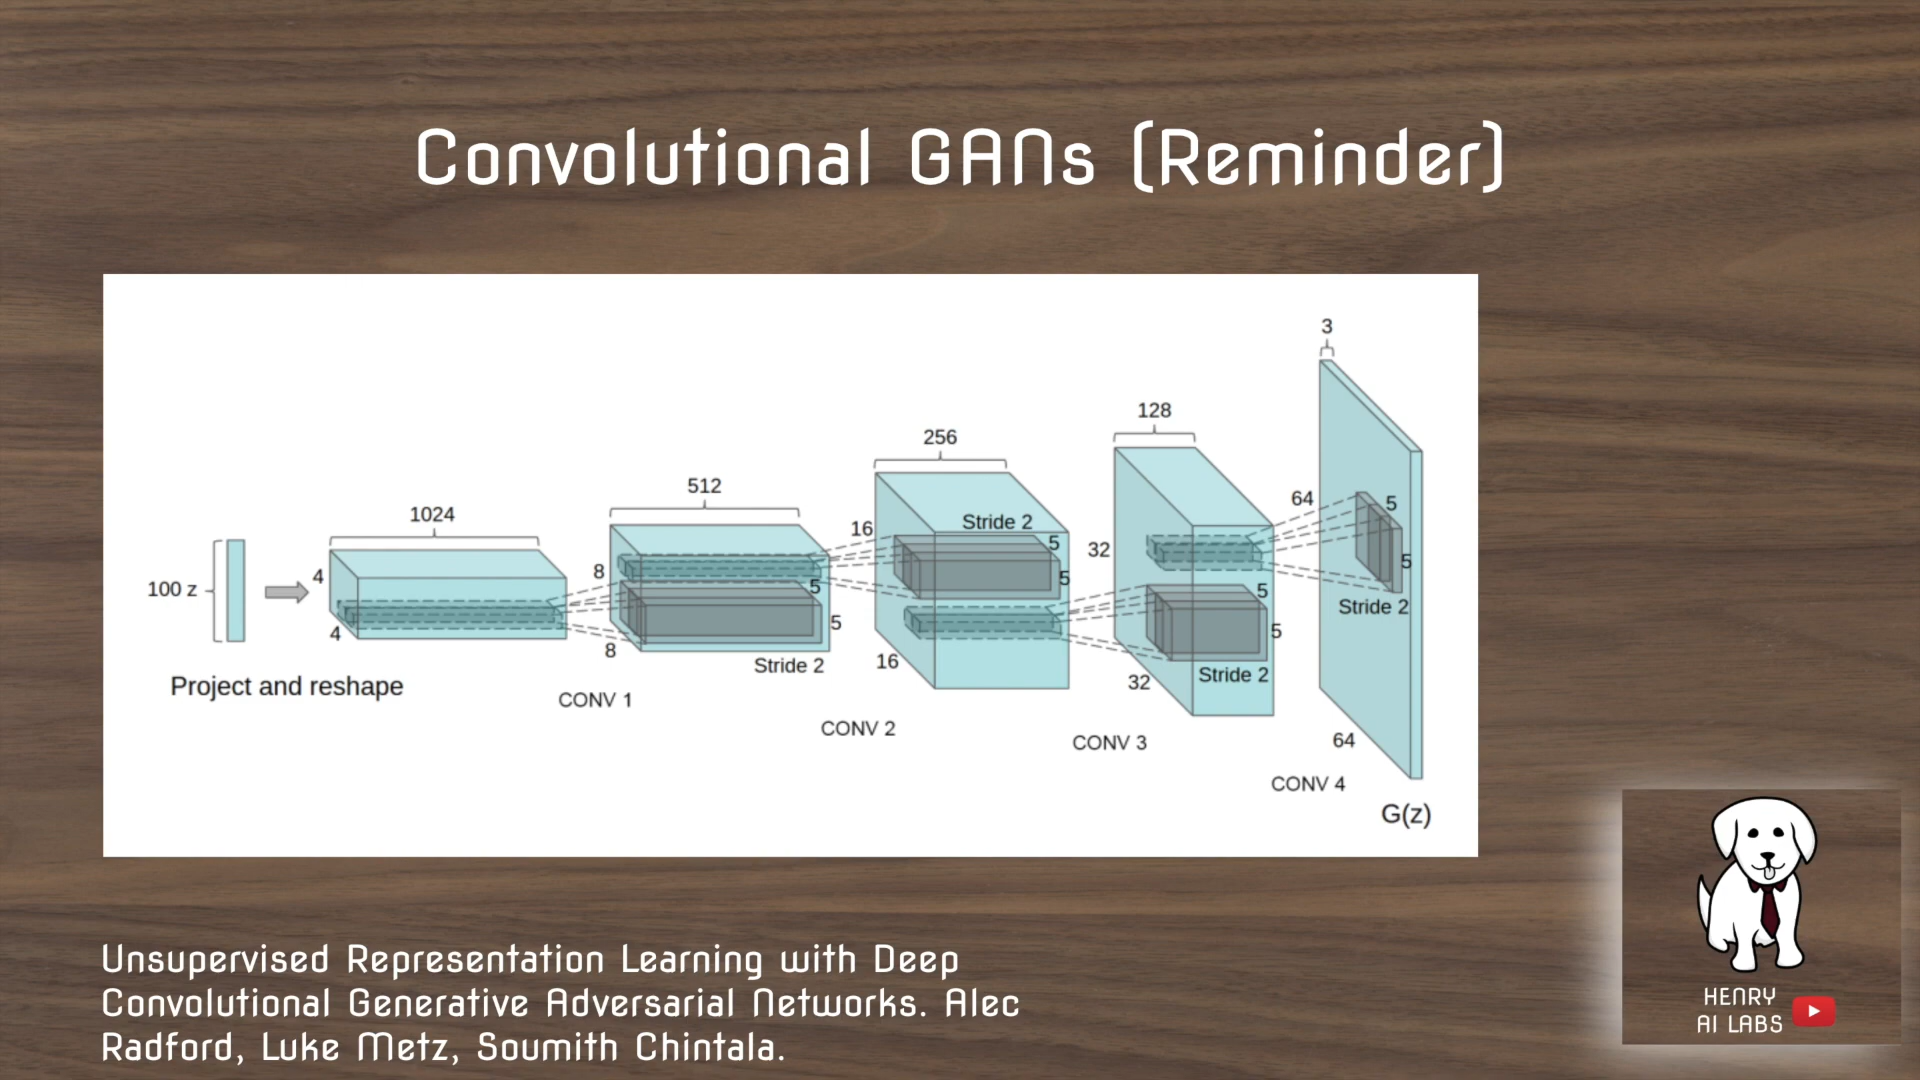 Convolutional GANs (Reminder)
3
128
256
512
1024
64
5
16
Stride 2
5
32
5
4
8
5
5
5
100 z
Stride 2
5
5
4
8
16
Stride 2
Stride 2
32
Project and reshape
CONV 1
CONV 2
CONV 3
64
CONV 4
G(z)
Unsupervised Representation Learning with Deep
Convolutional Generative Adversarial Networks. Alec
Radford, Luke Metz, Soumith Chintala.
HENRY
AI LABS